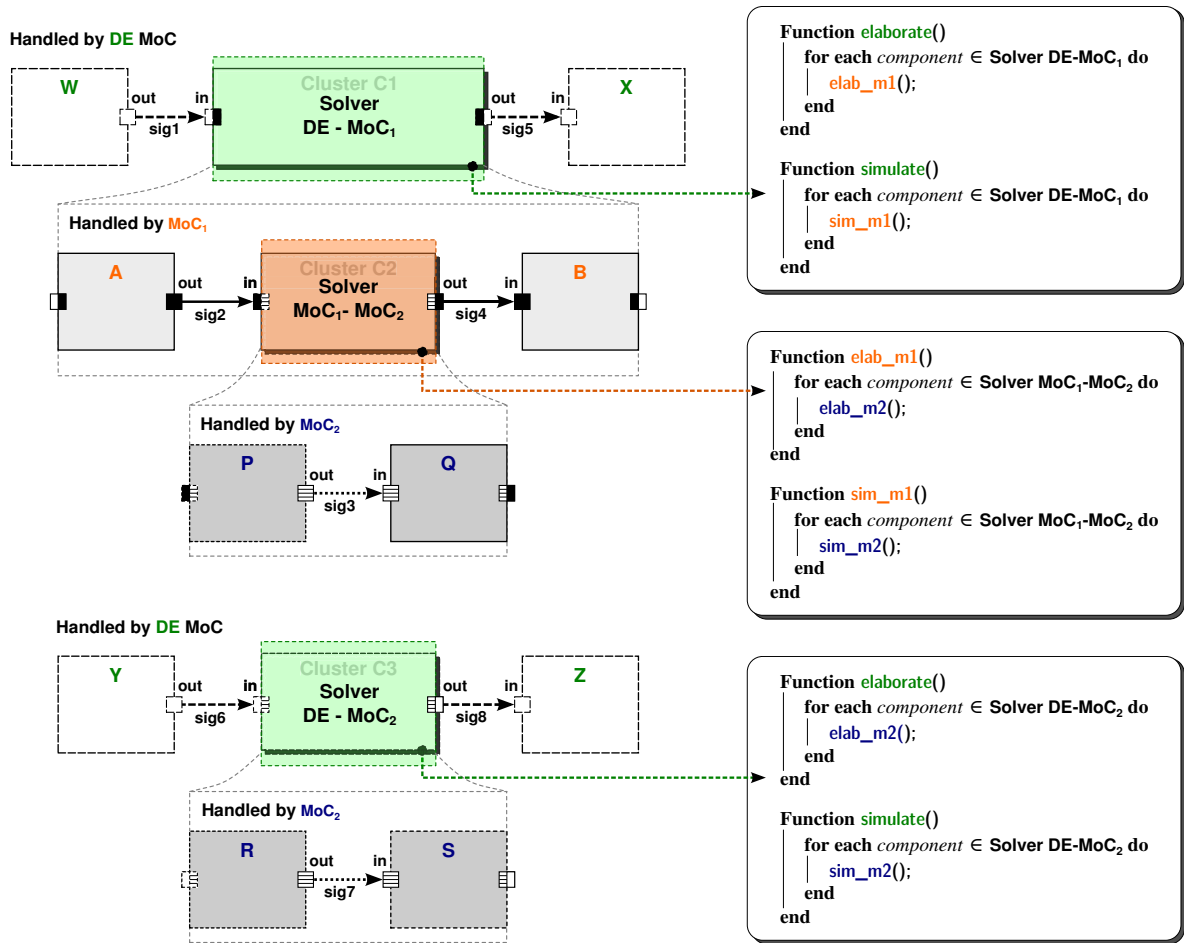 Handled by DE MoC
W
out
sig1
in
Cluster C1
Solver
DE - MoC₁
out
sig5
in
X
Function elaborate()
for each component ∈ Solver DE-MoC₁ do
elab_m1();
end
end
Function simulate()
for each component ∈ Solver DE-MoC₁ do
sim_m1();
end
end
Handled by MoC₁
A
out
sig2
in
Cluster C2
Solver
MoC₁- MoC₂
out
sig4
in
B
Function elab_m1()
for each component ∈ Solver MoC₁-MoC₂ do
elab_m2();
end
end
Function sim_m1()
for each component ∈ Solver MoC₁-MoC₂ do
sim_m2();
end
end
Handled by MoC₂
P
out
sig3
in
Q
Handled by DE MoC
Y
out
sig6
in
Cluster C3
Solver
DE - MoC₂
out
sig8
in
Z
Function elaborate()
for each component ∈ Solver DE-MoC₂ do
elab_m2();
end
end
Function simulate()
for each component ∈ Solver DE-MoC₂ do
sim_m2();
end
end
Handled by MoC₂
R
out
sig7
in
S